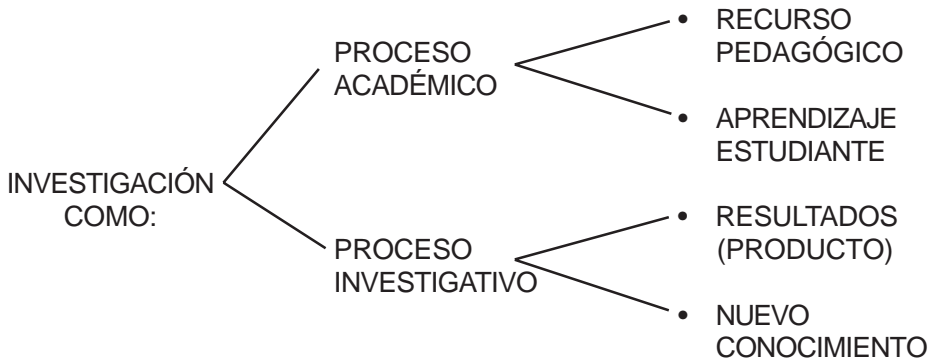 INVESTIGACIÓN
COMO:
PROCESO
ACADÉMICO
• RECURSO
PEDAGÓGICO
• APRENDIZAJE
ESTUDIANTE
PROCESO
INVESTIGATIVO
• RESULTADOS
(PRODUCTO)
• NUEVO
CONOCIMIENTO